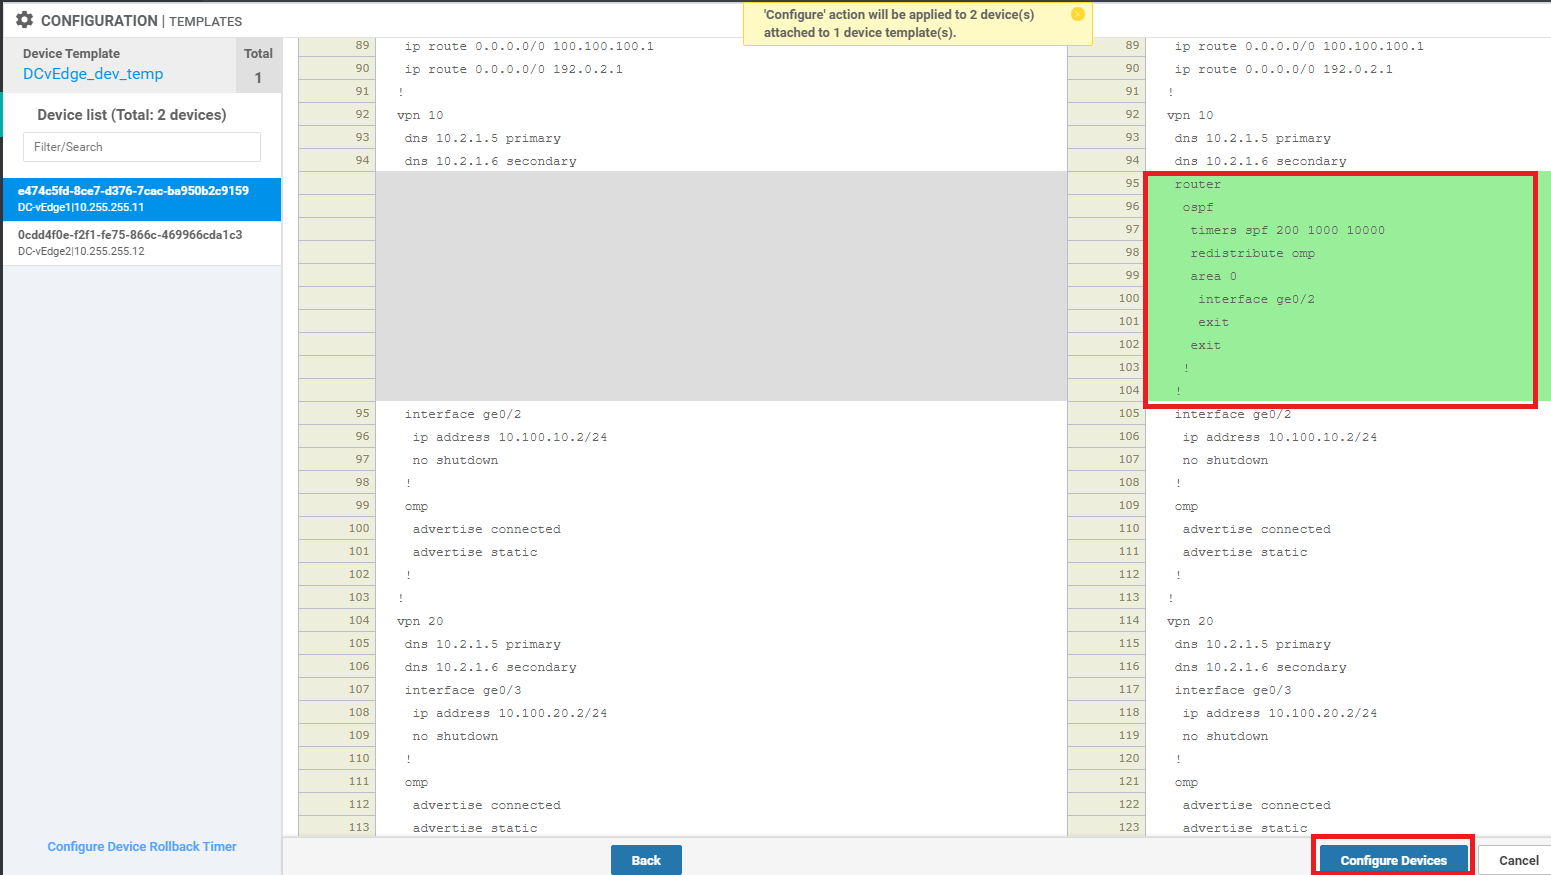 CONFIGURATION | TEMPLATES
'Configure' action will be applied to 2 device(s)
attached to 1 device template(s).
Device Template
DCvEdge_dev_temp
Total
1
Device list (Total: 2 devices)
Filter/Search
e474c5fd-8ce7-d376-7cac-ba950b2c9159
DC-vEdge1|10.255.255.11
0cdd4f0e-f2f1-fe75-866c-469966cda1c3
DC-vEdge2|10.255.255.12
Configure Device Rollback Timer
89 ip route 0.0.0.0/0 100.100.100.1
90 ip route 0.0.0.0/0 192.0.2.1
91 !
92 vpn 10
93 dns 10.2.1.5 primary
94 dns 10.2.1.6 secondary
95 interface ge0/2
96 ip address 10.100.10.2/24
97 no shutdown
98 !
99 omp
100 advertise connected
101 advertise static
102 !
103 !
104 vpn 20
105 dns 10.2.1.5 primary
106 dns 10.2.1.6 secondary
107 interface ge0/3
108 ip address 10.100.20.2/24
109 no shutdown
110 !
111 omp
112 advertise connected
113 advertise static
89 ip route 0.0.0.0/0 100.100.100.1
90 ip route 0.0.0.0/0 192.0.2.1
91 !
92 vpn 10
93 dns 10.2.1.5 primary
94 dns 10.2.1.6 secondary
95 router
96 ospf
97 timers spf 200 1000 10000
98 redistribute omp
99 area 0
100 interface ge0/2
101 exit
102 exit
103 !
104 !
105 interface ge0/2
106 ip address 10.100.10.2/24
107 no shutdown
108 !
109 omp
110 advertise connected
111 advertise static
112 !
113 !
114 vpn 20
115 dns 10.2.1.5 primary
116 dns 10.2.1.6 secondary
117 interface ge0/3
118 ip address 10.100.20.2/24
119 no shutdown
120 !
121 omp
122 advertise connected
123 advertise static
Back
Configure Devices
Cancel